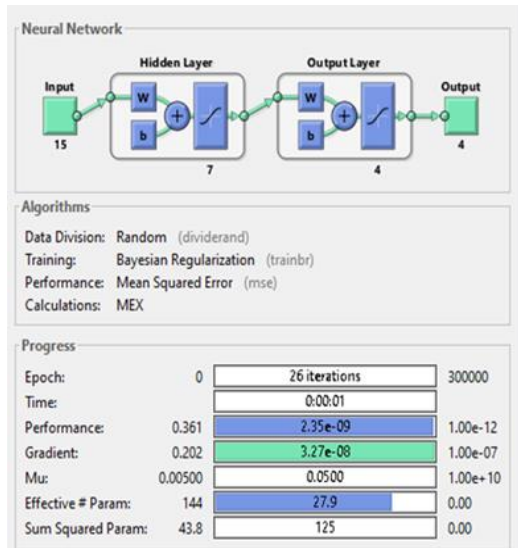 Neural Network
Hidden Layer Output Layer
Input Output
W W
+ +
b b
15 4
7 4
Algorithms
Data Division: Random (dividerand)
Training: Bayesian Regularization (trainbr)
Performance: Mean Squared Error (mse)
Calculations: MEX
Progress
Epoch: 0 26 iterations 300000
Time: 0:00:01
Performance: 0.361 2.35e-09 1.00e-12
Gradient: 0.202 3.27e-08 1.00e-07
Mu: 0.00500 0.0500 1.00e+10
Effective # Param: 144 27.9 0.00
Sum Squared Param: 43.8 125 0.00